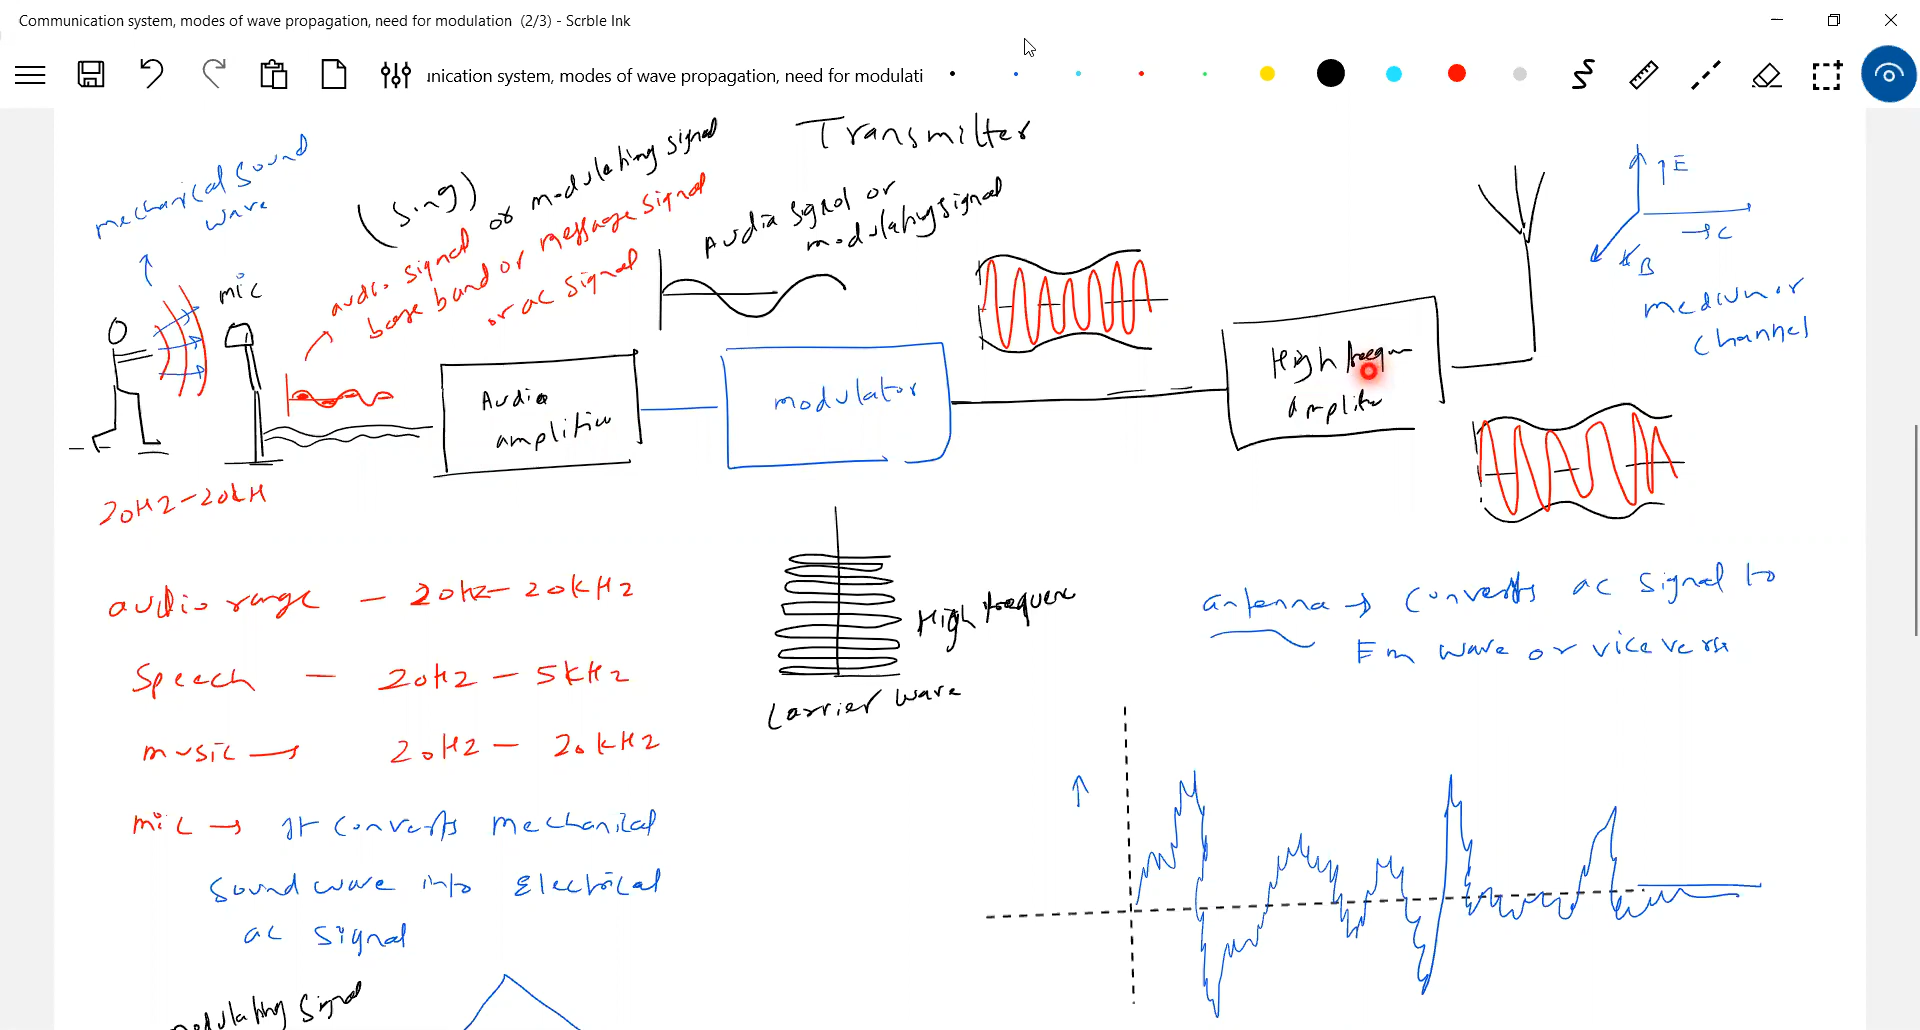 Communication system, modes of wave propagation, need for modulation (2/3) - Scrble Ink
unication system, modes of wave propagation, need for modulati
Transmitter
mechanical sound
wave
(sing)
audio signal or modulating signal
base band or message signal
or ac signal
Audio signal or
modulating signal
mic
↑E
→C
B
medium or
channel
Audio
amplifier
modulator
High frequen
Amplifier
20Hz-20kH
audio range - 20Hz-20kHz
Speech - 20Hz - 5kHz
music → 20Hz - 20kHz
mic → It converts mechanical
sound wave into Electrical
ac signal
High frequenc
Carrier wave
antenna → converts ac signal to
Em wave or vice versa
modulating signal